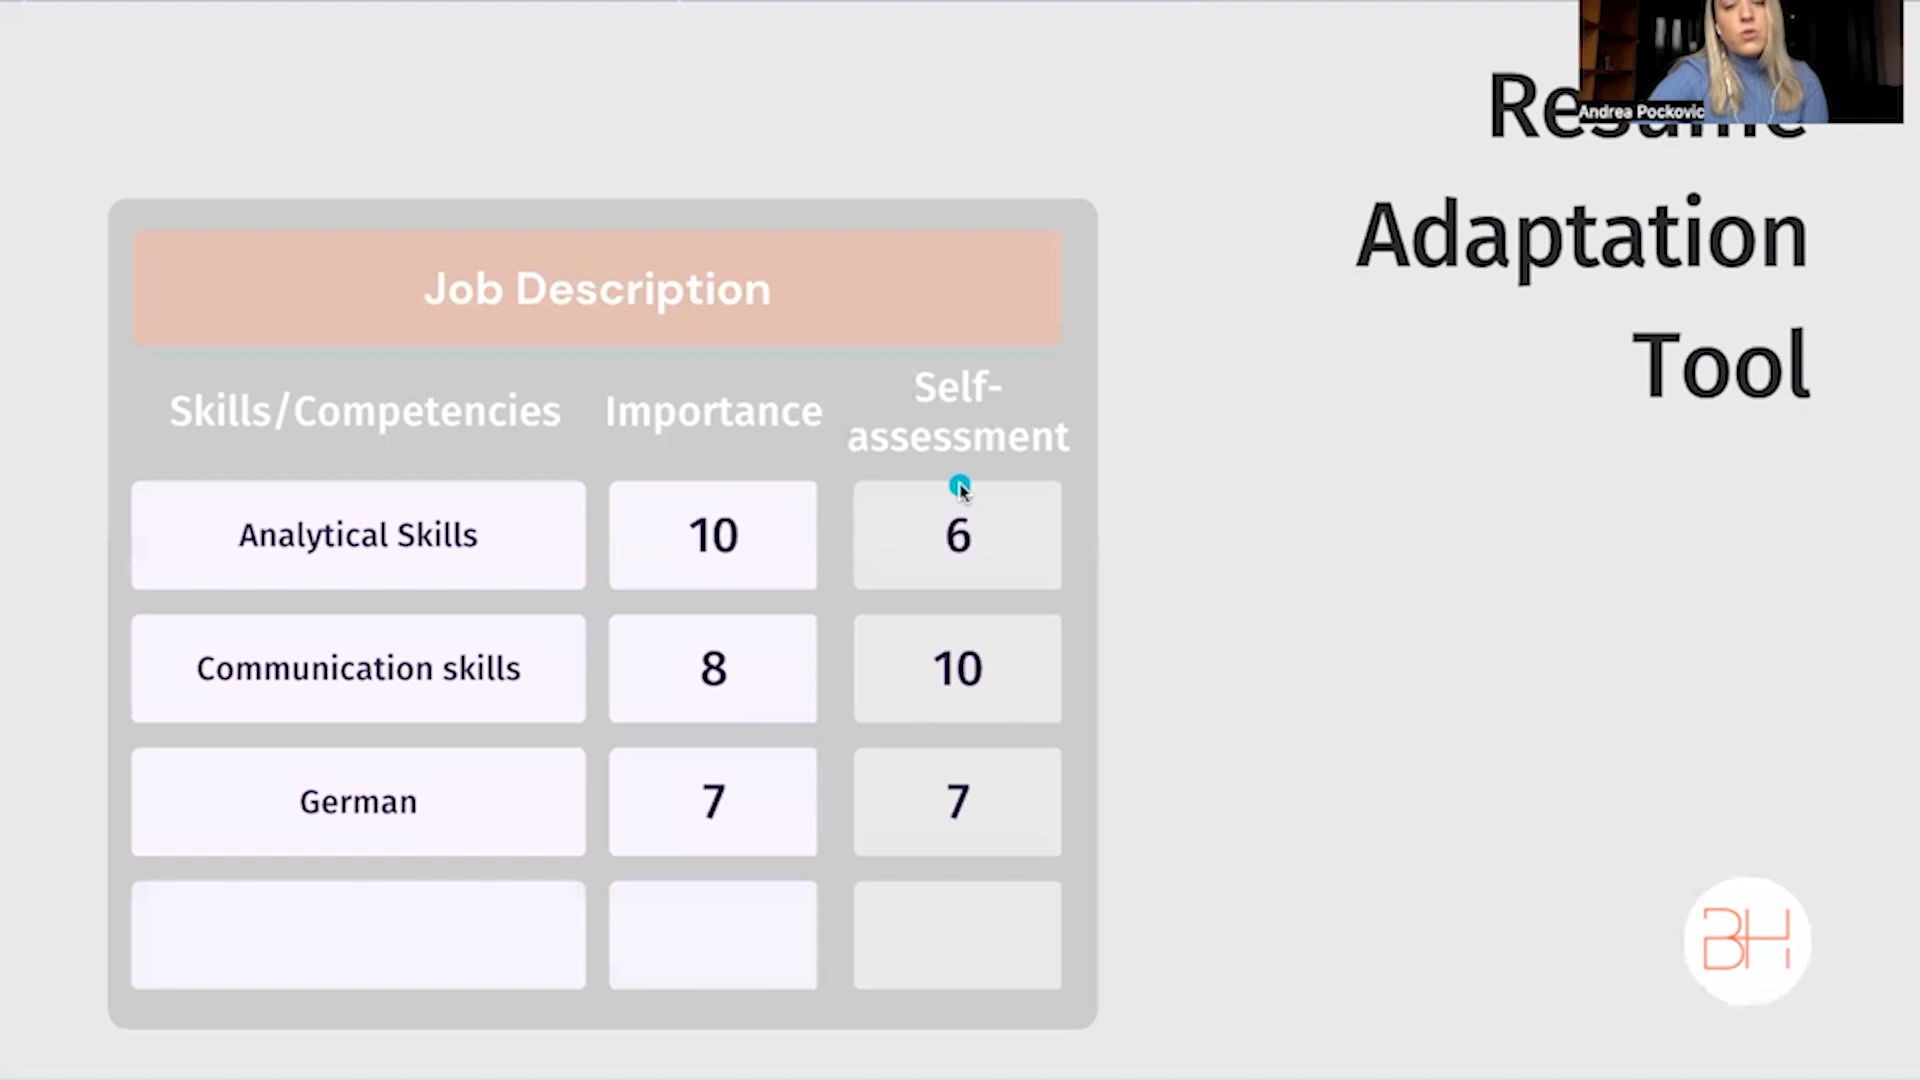 Resume
Adaptation
Tool
Andrea Pockovic
Job Description
Skills/Competencies
Importance
Self-
assessment
Analytical Skills
10
6
Communication skills
8
10
German
7
7
BH